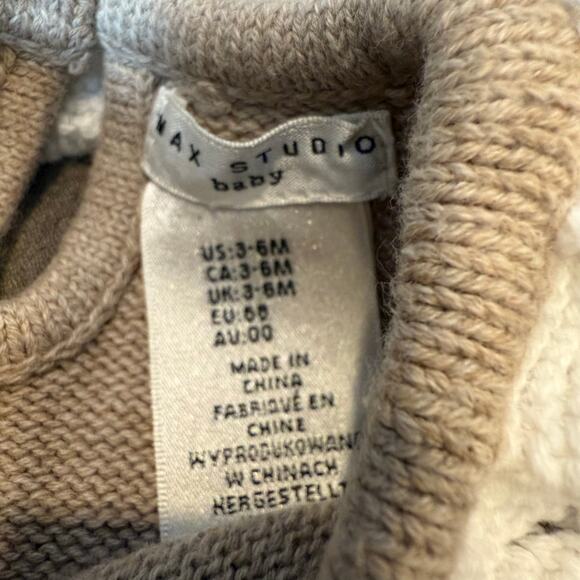 MAX STUDIO
baby
US:3-6M
CA:3-6M
UK:3-6M
EU:68
AU:00
MADE IN
CHINA
FABRIQUÉ EN
CHINE
WYPRODUKOWANO
W CHINACH
HERGESTELLT